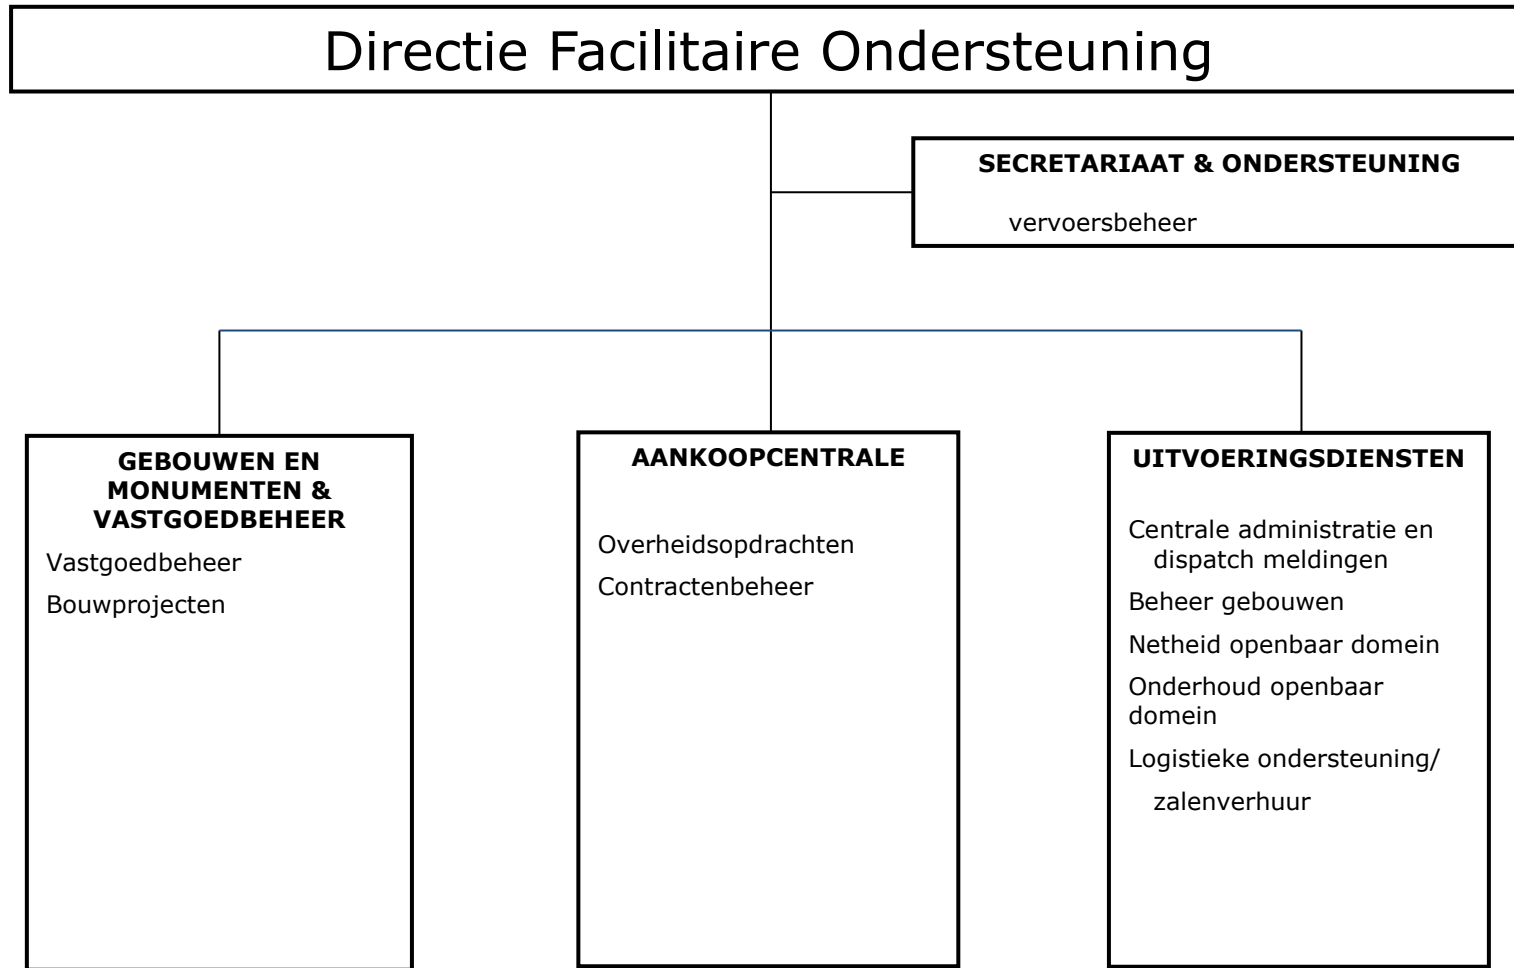 Directie Facilitaire Ondersteuning
SECRETARIAAT & ONDERSTEUNING
vervoersbeheer
GEBOUWEN EN
MONUMENTEN &
VASTGOEDBEHEER
Vastgoedbeheer
Bouwprojecten
AANKOOPCENTRALE
Overheidsopdrachten
Contractenbeheer
UITVOERINGSDIENSTEN
Centrale administratie en
dispatch meldingen
Beheer gebouwen
Netheid openbaar domein
Onderhoud openbaar
domein
Logistieke ondersteuning/
zalenverhuur